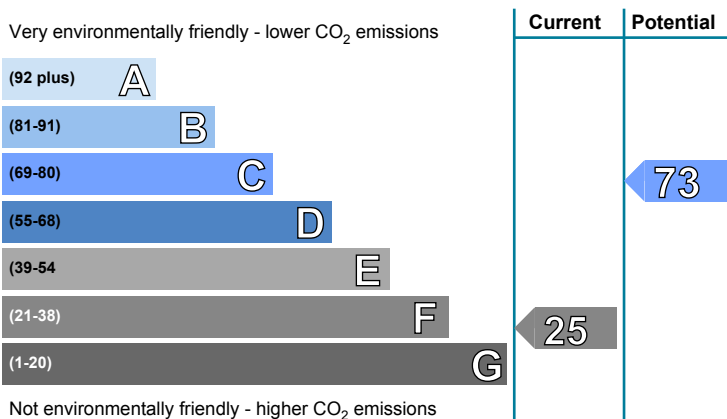 Current Potential
Very environmentally friendly - lower CO2 emissions
(92 plus) A
(81-91) B
(69-80) C
73
(55-68) D
(39-54 E
(21-38) F
25
(1-20) G
Not environmentally friendly - higher CO2 emissions